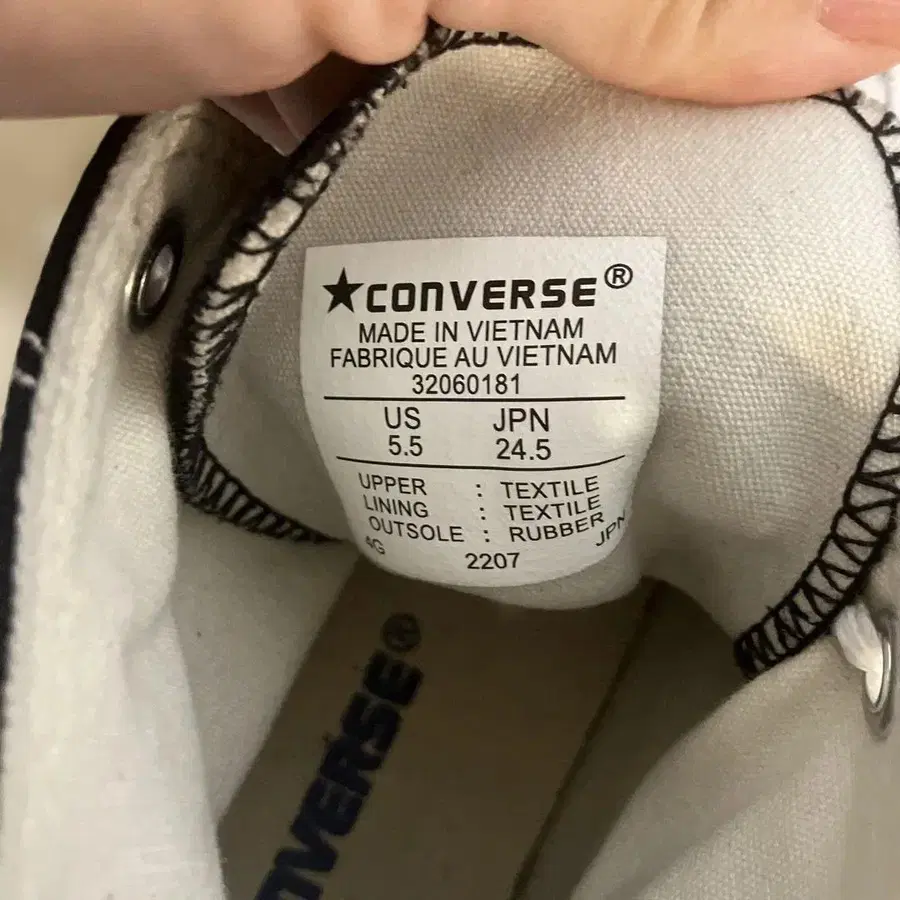 ★CONVERSE®
MADE IN VIETNAM
FABRIQUE AU VIETNAM
32060181
US JPN
5.5 24.5
UPPER : TEXTILE
LINING : TEXTILE
OUTSOLE : RUBBER
4G 2207 JPN
ONVERSE®